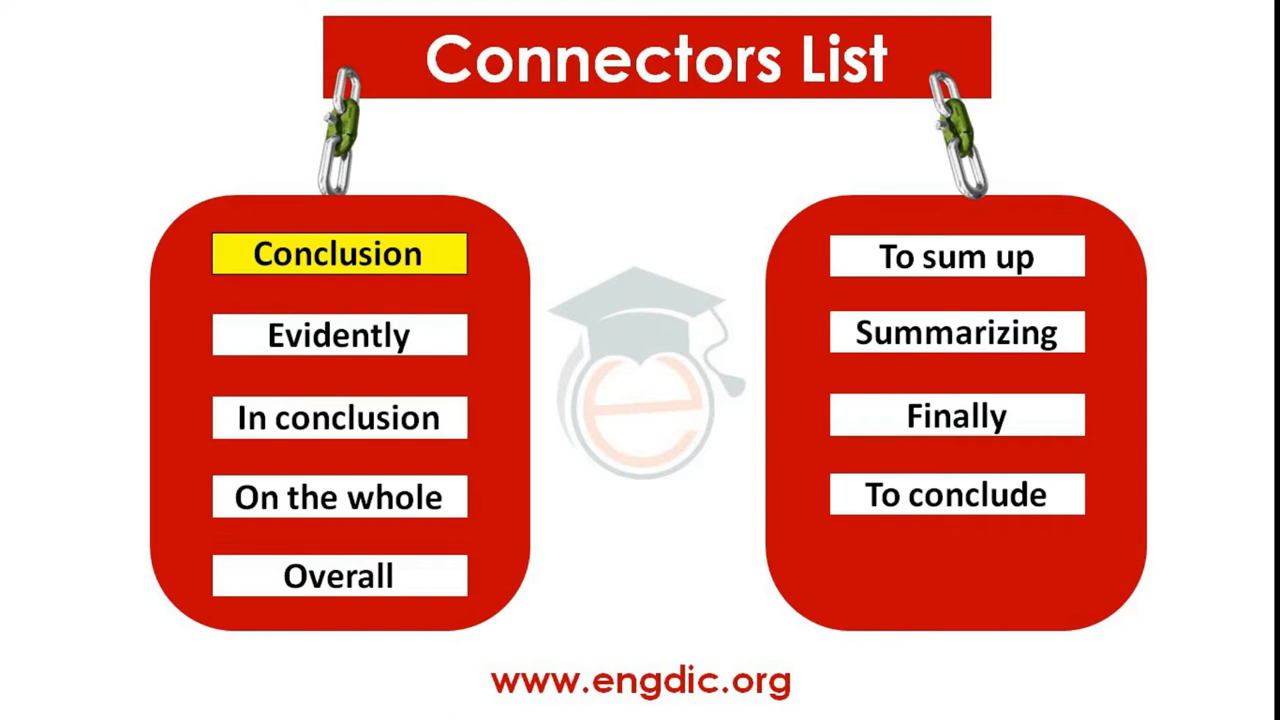 Connectors List
Conclusion
Evidently
In conclusion
On the whole
Overall
To sum up
Summarizing
Finally
To conclude
www.engdic.org